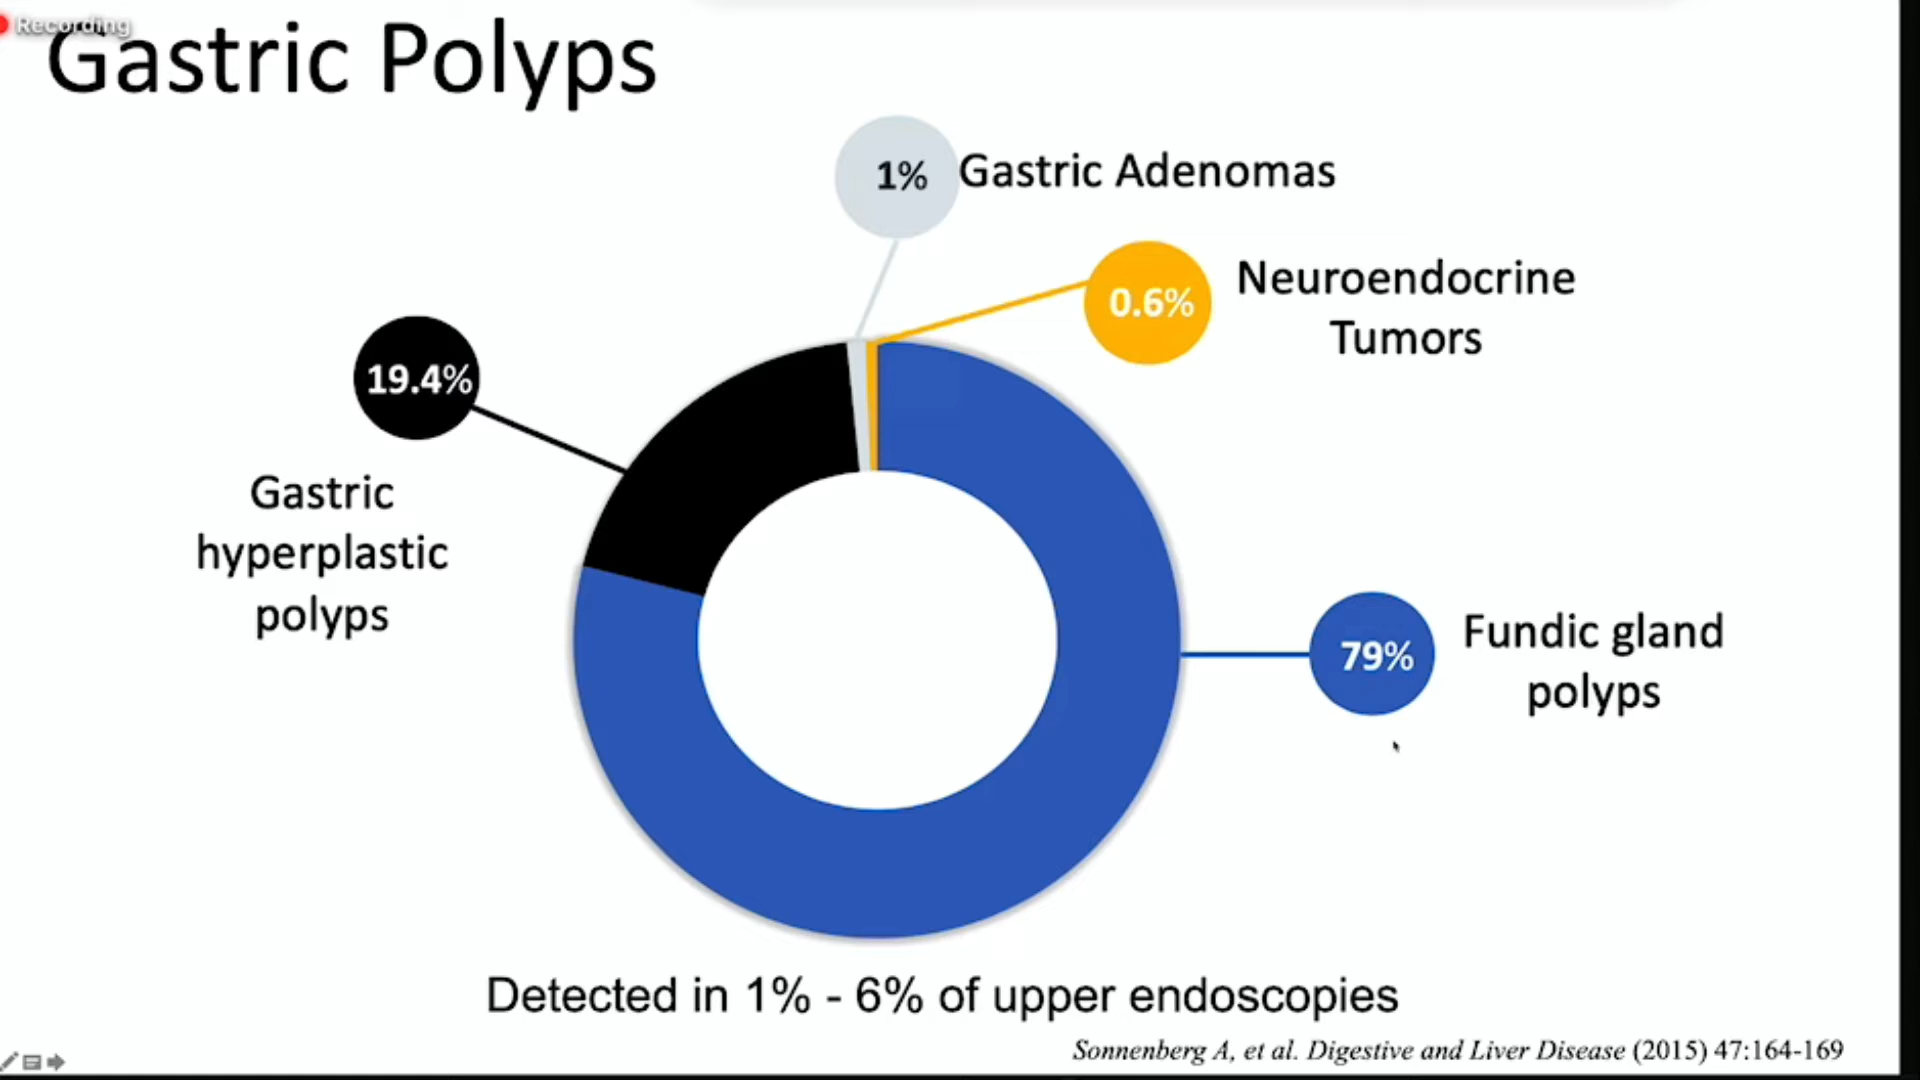 Recording
Gastric Polyps
1%
Gastric Adenomas
0.6%
Neuroendocrine
Tumors
19.4%
Gastric
hyperplastic
polyps
79%
Fundic gland
polyps
Detected in 1% - 6% of upper endoscopies
Sonnenberg A, et al. Digestive and Liver Disease (2015) 47:164-169